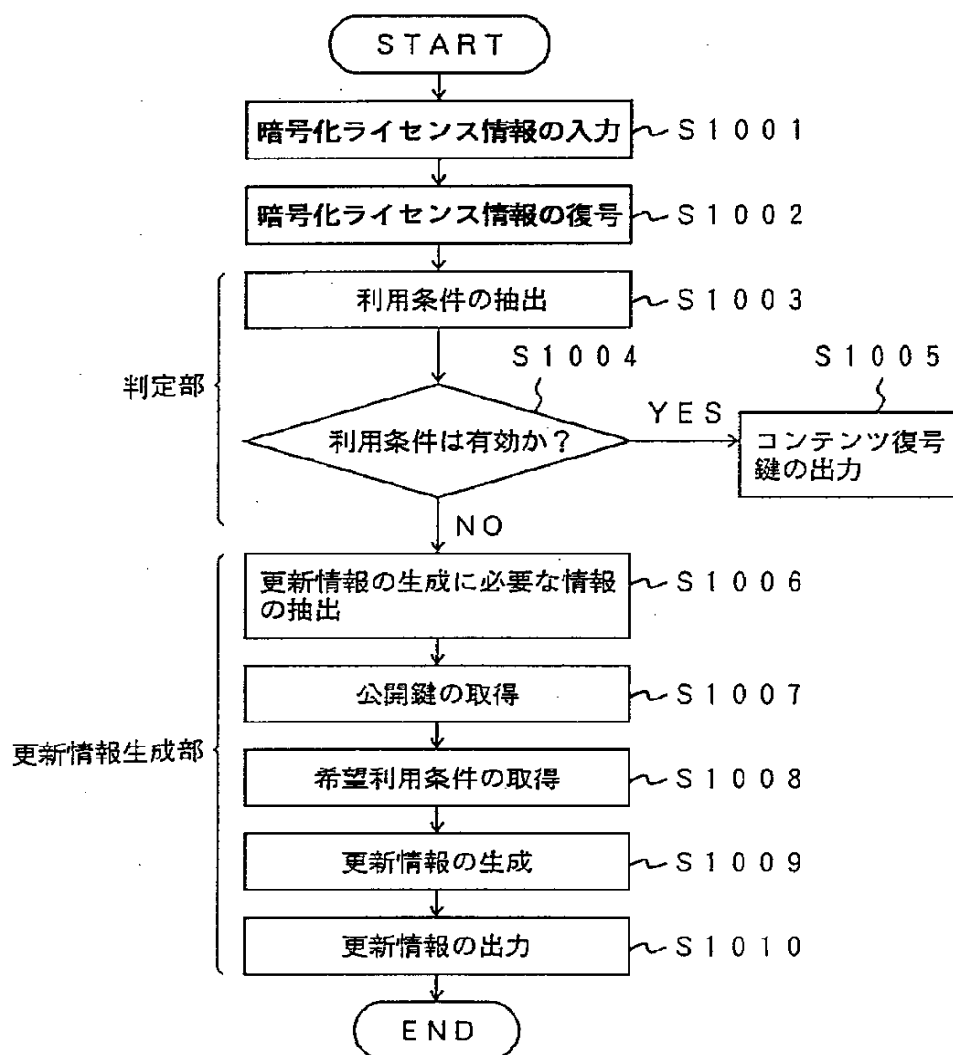 START
暗号化ライセンス情報の入力
S1001
暗号化ライセンス情報の復号
S1002
利用条件の抽出
S1003
判定部
S1004
利用条件は有効か?
YES
S1005
コンテンツ復号
鍵の出力
NO
更新情報生成部
更新情報の生成に必要な情報
の抽出
S1006
公開鍵の取得
S1007
希望利用条件の取得
S1008
更新情報の生成
S1009
更新情報の出力
S1010
END